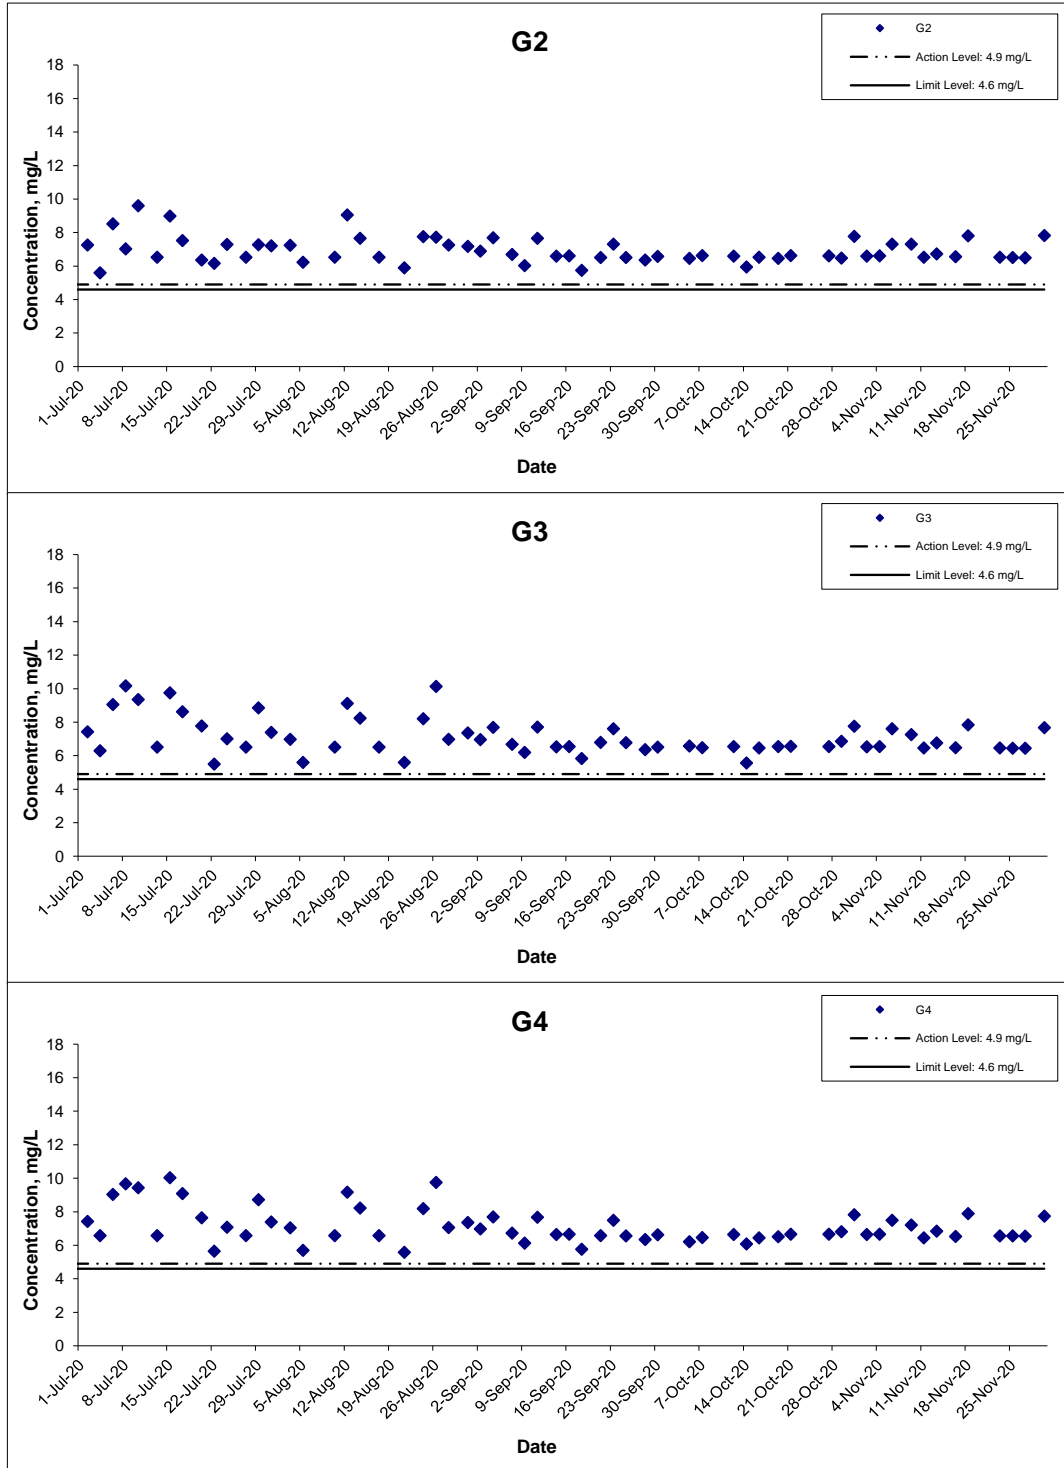 G2
G2
Action Level: 4.9 mg/L
Limit Level: 4.6 mg/L
Concentration, mg/L
18
16
14
12
10
8
6
4
2
0
1-Jul-20
8-Jul-20
15-Jul-20
22-Jul-20
29-Jul-20
5-Aug-20
12-Aug-20
19-Aug-20
26-Aug-20
2-Sep-20
9-Sep-20
16-Sep-20
23-Sep-20
30-Sep-20
7-Oct-20
14-Oct-20
21-Oct-20
28-Oct-20
4-Nov-20
11-Nov-20
18-Nov-20
25-Nov-20
Date
G3
G3
Action Level: 4.9 mg/L
Limit Level: 4.6 mg/L
Concentration, mg/L
18
16
14
12
10
8
6
4
2
0
1-Jul-20
8-Jul-20
15-Jul-20
22-Jul-20
29-Jul-20
5-Aug-20
12-Aug-20
19-Aug-20
26-Aug-20
2-Sep-20
9-Sep-20
16-Sep-20
23-Sep-20
30-Sep-20
7-Oct-20
14-Oct-20
21-Oct-20
28-Oct-20
4-Nov-20
11-Nov-20
18-Nov-20
25-Nov-20
Date
G4
G4
Action Level: 4.9 mg/L
Limit Level: 4.6 mg/L
Concentration, mg/L
18
16
14
12
10
8
6
4
2
0
1-Jul-20
8-Jul-20
15-Jul-20
22-Jul-20
29-Jul-20
5-Aug-20
12-Aug-20
19-Aug-20
26-Aug-20
2-Sep-20
9-Sep-20
16-Sep-20
23-Sep-20
30-Sep-20
7-Oct-20
14-Oct-20
21-Oct-20
28-Oct-20
4-Nov-20
11-Nov-20
18-Nov-20
25-Nov-20
Date